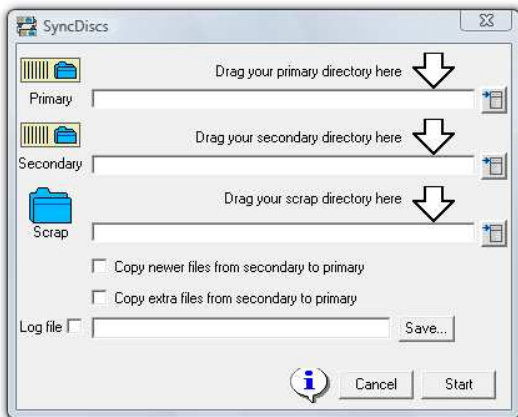 SyncDiscs
Drag your primary directory here
Primary
Drag your secondary directory here
Secondary
Drag your scrap directory here
Scrap
Copy newer files from secondary to primary
Copy extra files from secondary to primary
Log file
Save...
i
Cancel
Start